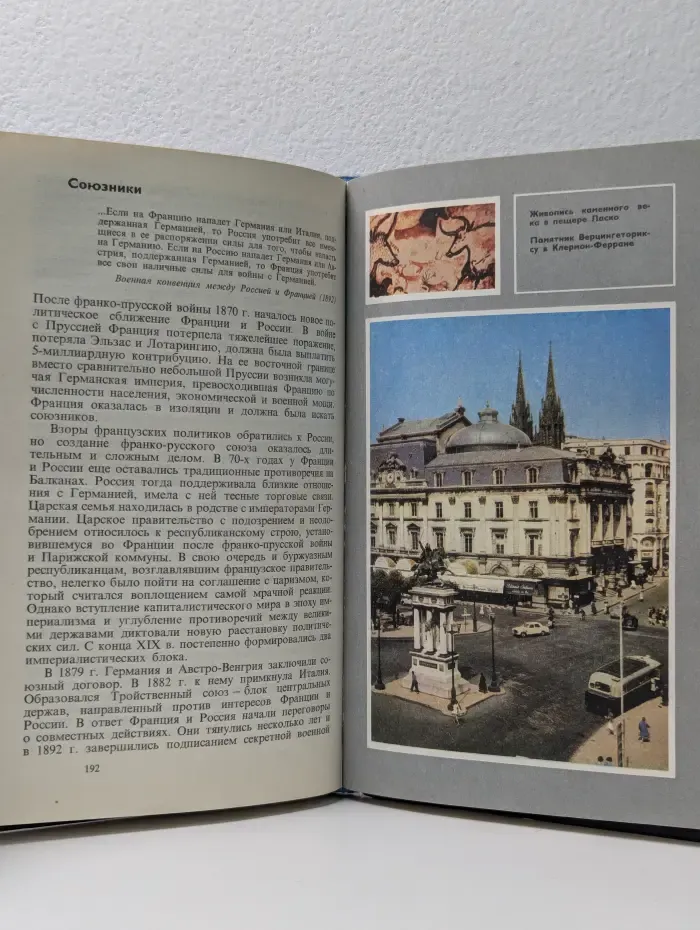 Союзники
...Если на Францию нападет Германия или Италия, под-
держанная Германией, то Россия употребит все имею-
щиеся в ее распоряжении силы для того, чтобы напасть
на Германию. Если на Россию нападет Германия или Ав-
стрия, поддержанная Германией, то Франция употребит
все свои наличные силы для войны с Германией.
Военная конвенция между Россией и Францией (1892)
После франко-прусской войны 1870 г. началось новое по-
литическое сближение Франции и России. В войне
с Пруссией Франция потерпела тяжелейшее поражение,
потеряла Эльзас и Лотарингию, должна была выплатить
5-миллиардную контрибуцию. На ее восточной границе
вместо сравнительно небольшой Пруссии возникла могу-
чая Германская империя, превосходившая Францию по
численности населения, экономической и военной мощи.
Франция оказалась в изоляции и должна была искать
союзников.
Взоры французских политиков обратились к России,
но создание франко-русского союза оказалось дли-
тельным и сложным делом. В 70-х годах у Франции
и России еще оставались традиционные противоречия на
Балканах. Россия тогда поддерживала близкие отноше-
ния с Германией, имела с ней тесные торговые связи.
Царская семья находилась в родстве с императорами Гер-
мании. Царское правительство с подозрением и неодо-
брением относилось к республиканскому строю, устано-
вившемуся во Франции после франко-прусской войны
и Парижской коммуны. В свою очередь и буржуазным
республиканцам, возглавлявшим французское правитель-
ство, нелегко было пойти на соглашение с царизмом, ко-
торый считался воплощением самой мрачной реакции.
Однако вступление капиталистического мира в эпоху им-
периализма и углубление противоречий между велики-
ми державами диктовали новую расстановку политиче-
ских сил. С конца XIX в. постепенно формировались два
империалистических блока.
В 1879 г. Германия и Австро-Венгрия заключили со-
юзный договор. В 1882 г. к нему примкнула Италия.
Образовался Тройственный союз – блок центральных
держав, направленный против интересов Франции и
России. В ответ Франция и Россия начали переговоры
о совместных действиях. Они тянулись несколько лет и
в 1892 г. завершились подписанием секретной военной
192
Живопись каменного ве-
ка в пещере Ласко
Памятник Верцингеторик-
су в Клермон-Ферране